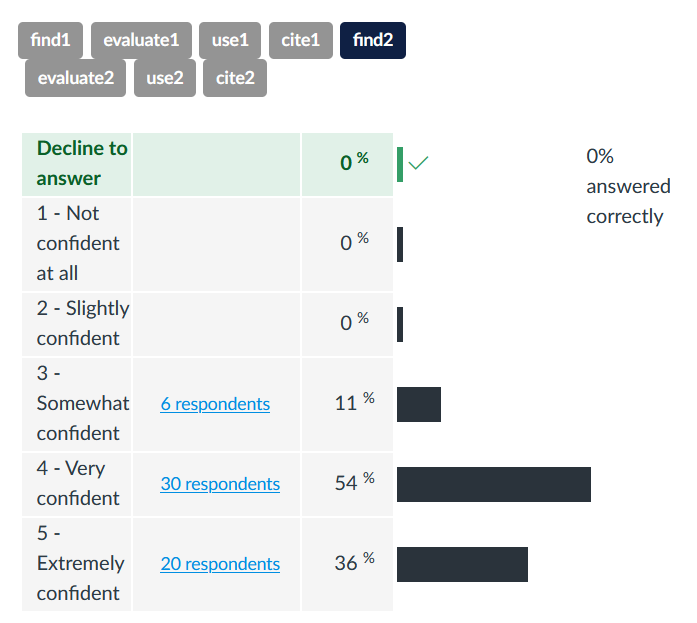 find1 evaluate1 use1 cite1 find2
evaluate2 use2 cite2
Decline to
answer
0 %
0%
answered
correctly
1 - Not
confident
at all
0 %
2 - Slightly
confident
0 %
3 -
Somewhat
confident
6 respondents
11 %
4 - Very
confident
30 respondents
54 %
5 -
Extremely
confident
20 respondents
36 %